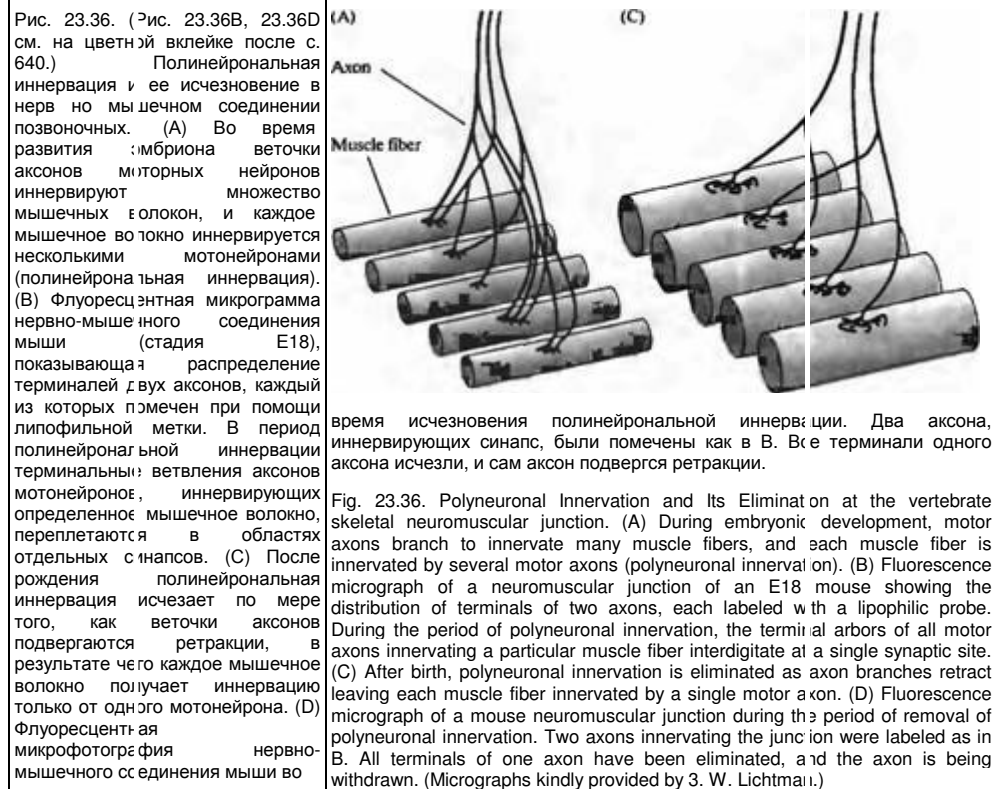 Рис. 23.36. (Рис. 23.36B, 23.36D
см. на цветной вклейке после с.
640.) Полинейрональная
иннервация и ее исчезновение в
нерв но мышечном соединении
позвоночных. (A) Во время
развития эмбриона веточки
аксонов моторных нейронов
иннервируют множество
мышечных волокон, и каждое
мышечное волокно иннервируется
несколькими мотонейронами
(полинейрональная иннервация).
(B) Флуоресцентная микрограмма
нервно-мышечного соединения
мыши (стадия E18),
показывающая распределение
терминалей двух аксонов, каждый
из которых помечен при помощи
липофильной метки. В период
полинейрональной иннервации
терминальные ветвления аксонов
мотонейронов, иннервирующих
определенное мышечное волокно,
переплетаются в областях
отдельных синапсов. (C) После
рождения полинейрональная
иннервация исчезает по мере
того, как веточки аксонов
подвергаются ретракции, в
результате чего каждое мышечное
волокно получает иннервацию
только от одного мотонейрона. (D)
Флуоресцентная
микрофотография нервно-
мышечного соединения мыши во
(A)
(C)
Axon
Muscle fiber
время исчезновения полинейрональной иннервации. Два аксона,
иннервирующих синапс, были помечены как в B. Все терминали одного
аксона исчезли, и сам аксон подвергся ретракции.
Fig. 23.36. Polyneuronal Innervation and Its Elimination at the vertebrate
skeletal neuromuscular junction. (A) During embryonic development, motor
axons branch to innervate many muscle fibers, and each muscle fiber is
innervated by several motor axons (polyneuronal innervation). (B) Fluorescence
micrograph of a neuromuscular junction of an E18 mouse showing the
distribution of terminals of two axons, each labeled with a lipophilic probe.
During the period of polyneuronal innervation, the terminal arbors of all motor
axons innervating a particular muscle fiber interdigitate at a single synaptic site.
(C) After birth, polyneuronal innervation is eliminated as axon branches retract
leaving each muscle fiber innervated by a single motor axon. (D) Fluorescence
micrograph of a mouse neuromuscular junction during the period of removal of
polyneuronal innervation. Two axons innervating the junction were labeled as in
B. All terminals of one axon have been eliminated, and the axon is being
withdrawn. (Micrographs kindly provided by 3. W. Lichtman.)